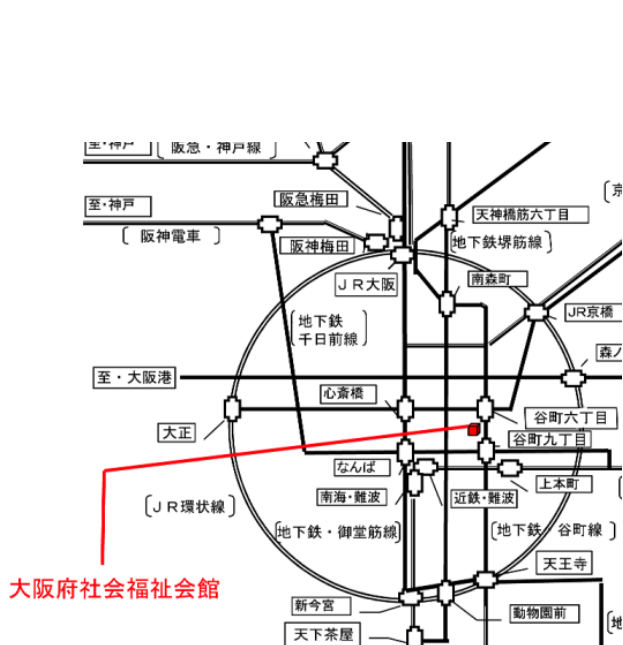 至・神戸
阪急・神戸線
至・神戸
阪急梅田
天神橋筋六丁目
阪神電車
阪神梅田
地下鉄堺筋線
JR大阪
南森町
地下鉄
千日前線
JR京橋
至・大阪港
心斎橋
谷町六丁目
大正
谷町九丁目
なんば
上本町
JR環状線
南海・難波
近鉄・難波
地下鉄・御堂筋線
地下鉄 谷町線
天王寺
大阪府社会福祉会館
新今宮
動物園前
天下茶屋